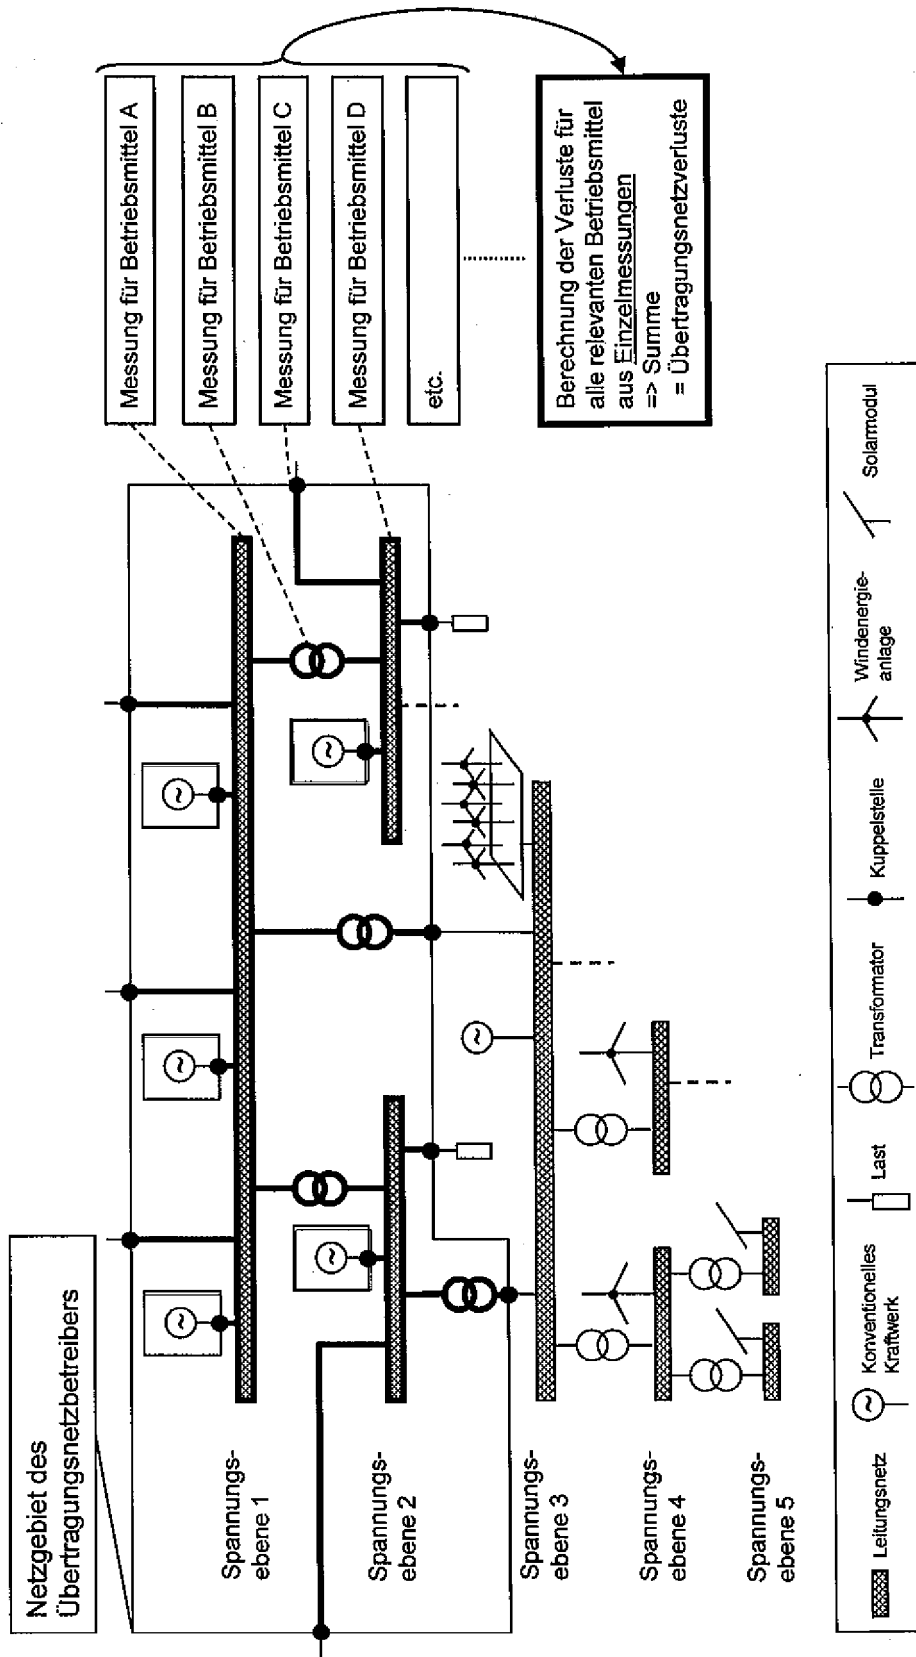 Netzgebiet des
Übertragungsnetzbetreibers
Messung für Betriebsmittel A
Messung für Betriebsmittel B
Messung für Betriebsmittel C
Messung für Betriebsmittel D
etc.
Berechnung der Verluste für
alle relevanten Betriebsmittel
aus Einzelmessungen
=> Summe
= Übertragungsnetzverluste
Spannungs-
ebene 1
Spannungs-
ebene 2
Spannungs-
ebene 3
Spannungs-
ebene 4
Spannungs-
ebene 5
Leitungsnetz
Konventionelles
Kraftwerk
Last
Transformator
Kuppelstelle
Windenergie-
anlage
Solarmodul